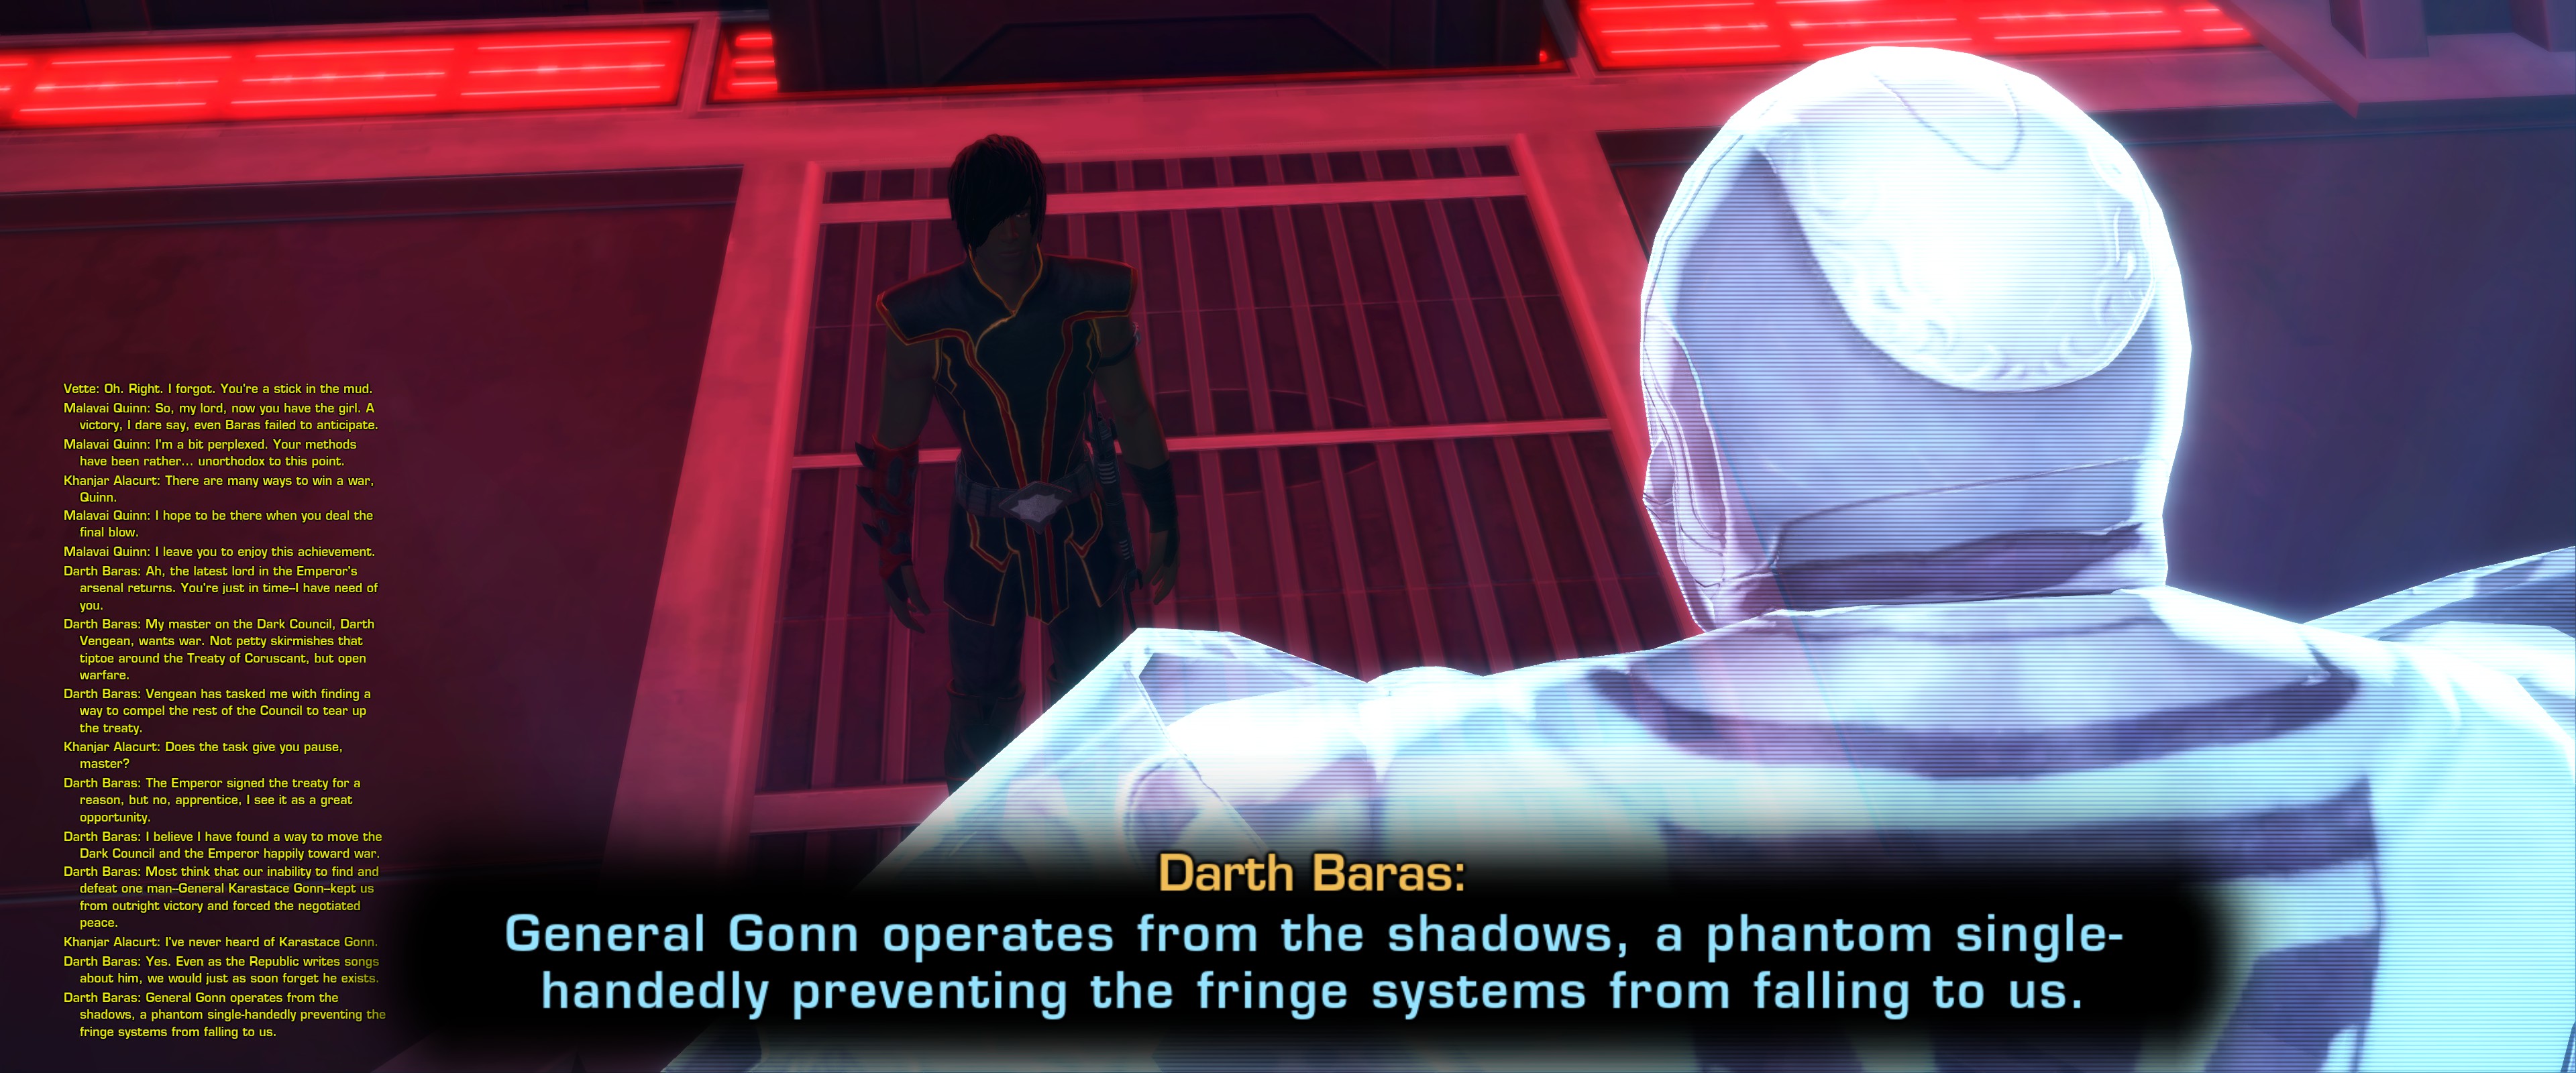 Vette: Oh. Right. I forgot. You're a stick in the mud.
Malavai Quinn: So, my lord, now you have the girl. A
victory, I dare say, even Baras failed to anticipate.
Malavai Quinn: I'm a bit perplexed. Your methods
have been rather... unorthodox to this point.
Khanjar Alacurt: There are many ways to win a war,
Quinn.
Malavai Quinn: I hope to be there when you deal the
final blow.
Malavai Quinn: I leave you to enjoy this achievement.
Darth Baras: Ah, the latest lord in the Emperor's
arsenal returns. You're just in time--I have need of
you.
Darth Baras: My master on the Dark Council, Darth
Vengean, wants war. Not petty skirmishes that
tiptoe around the Treaty of Coruscant, but open
warfare.
Darth Baras: Vengean has tasked me with finding a
way to compel the rest of the Council to tear up
the treaty.
Khanjar Alacurt: Does the task give you pause,
master?
Darth Baras: The Emperor signed the treaty for a
reason, but no, apprentice, I see it as a great
opportunity.
Darth Baras: I believe I have found a way to move the
Dark Council and the Emperor happily toward war.
Darth Baras: Most think that our inability to find and
defeat one man--General Karastace Gonn--kept us
from outright victory and forced the negotiated
peace.
Khanjar Alacurt: I've never heard of Karastace Gonn.
Darth Baras: Yes. Even as the Republic writes songs
about him, we would just as soon forget he exists.
Darth Baras: General Gonn operates from the
shadows, a phantom single-handedly preventing the
fringe systems from falling to us.
Darth Baras:
General Gonn operates from the shadows, a phantom single-
handedly preventing the fringe systems from falling to us.